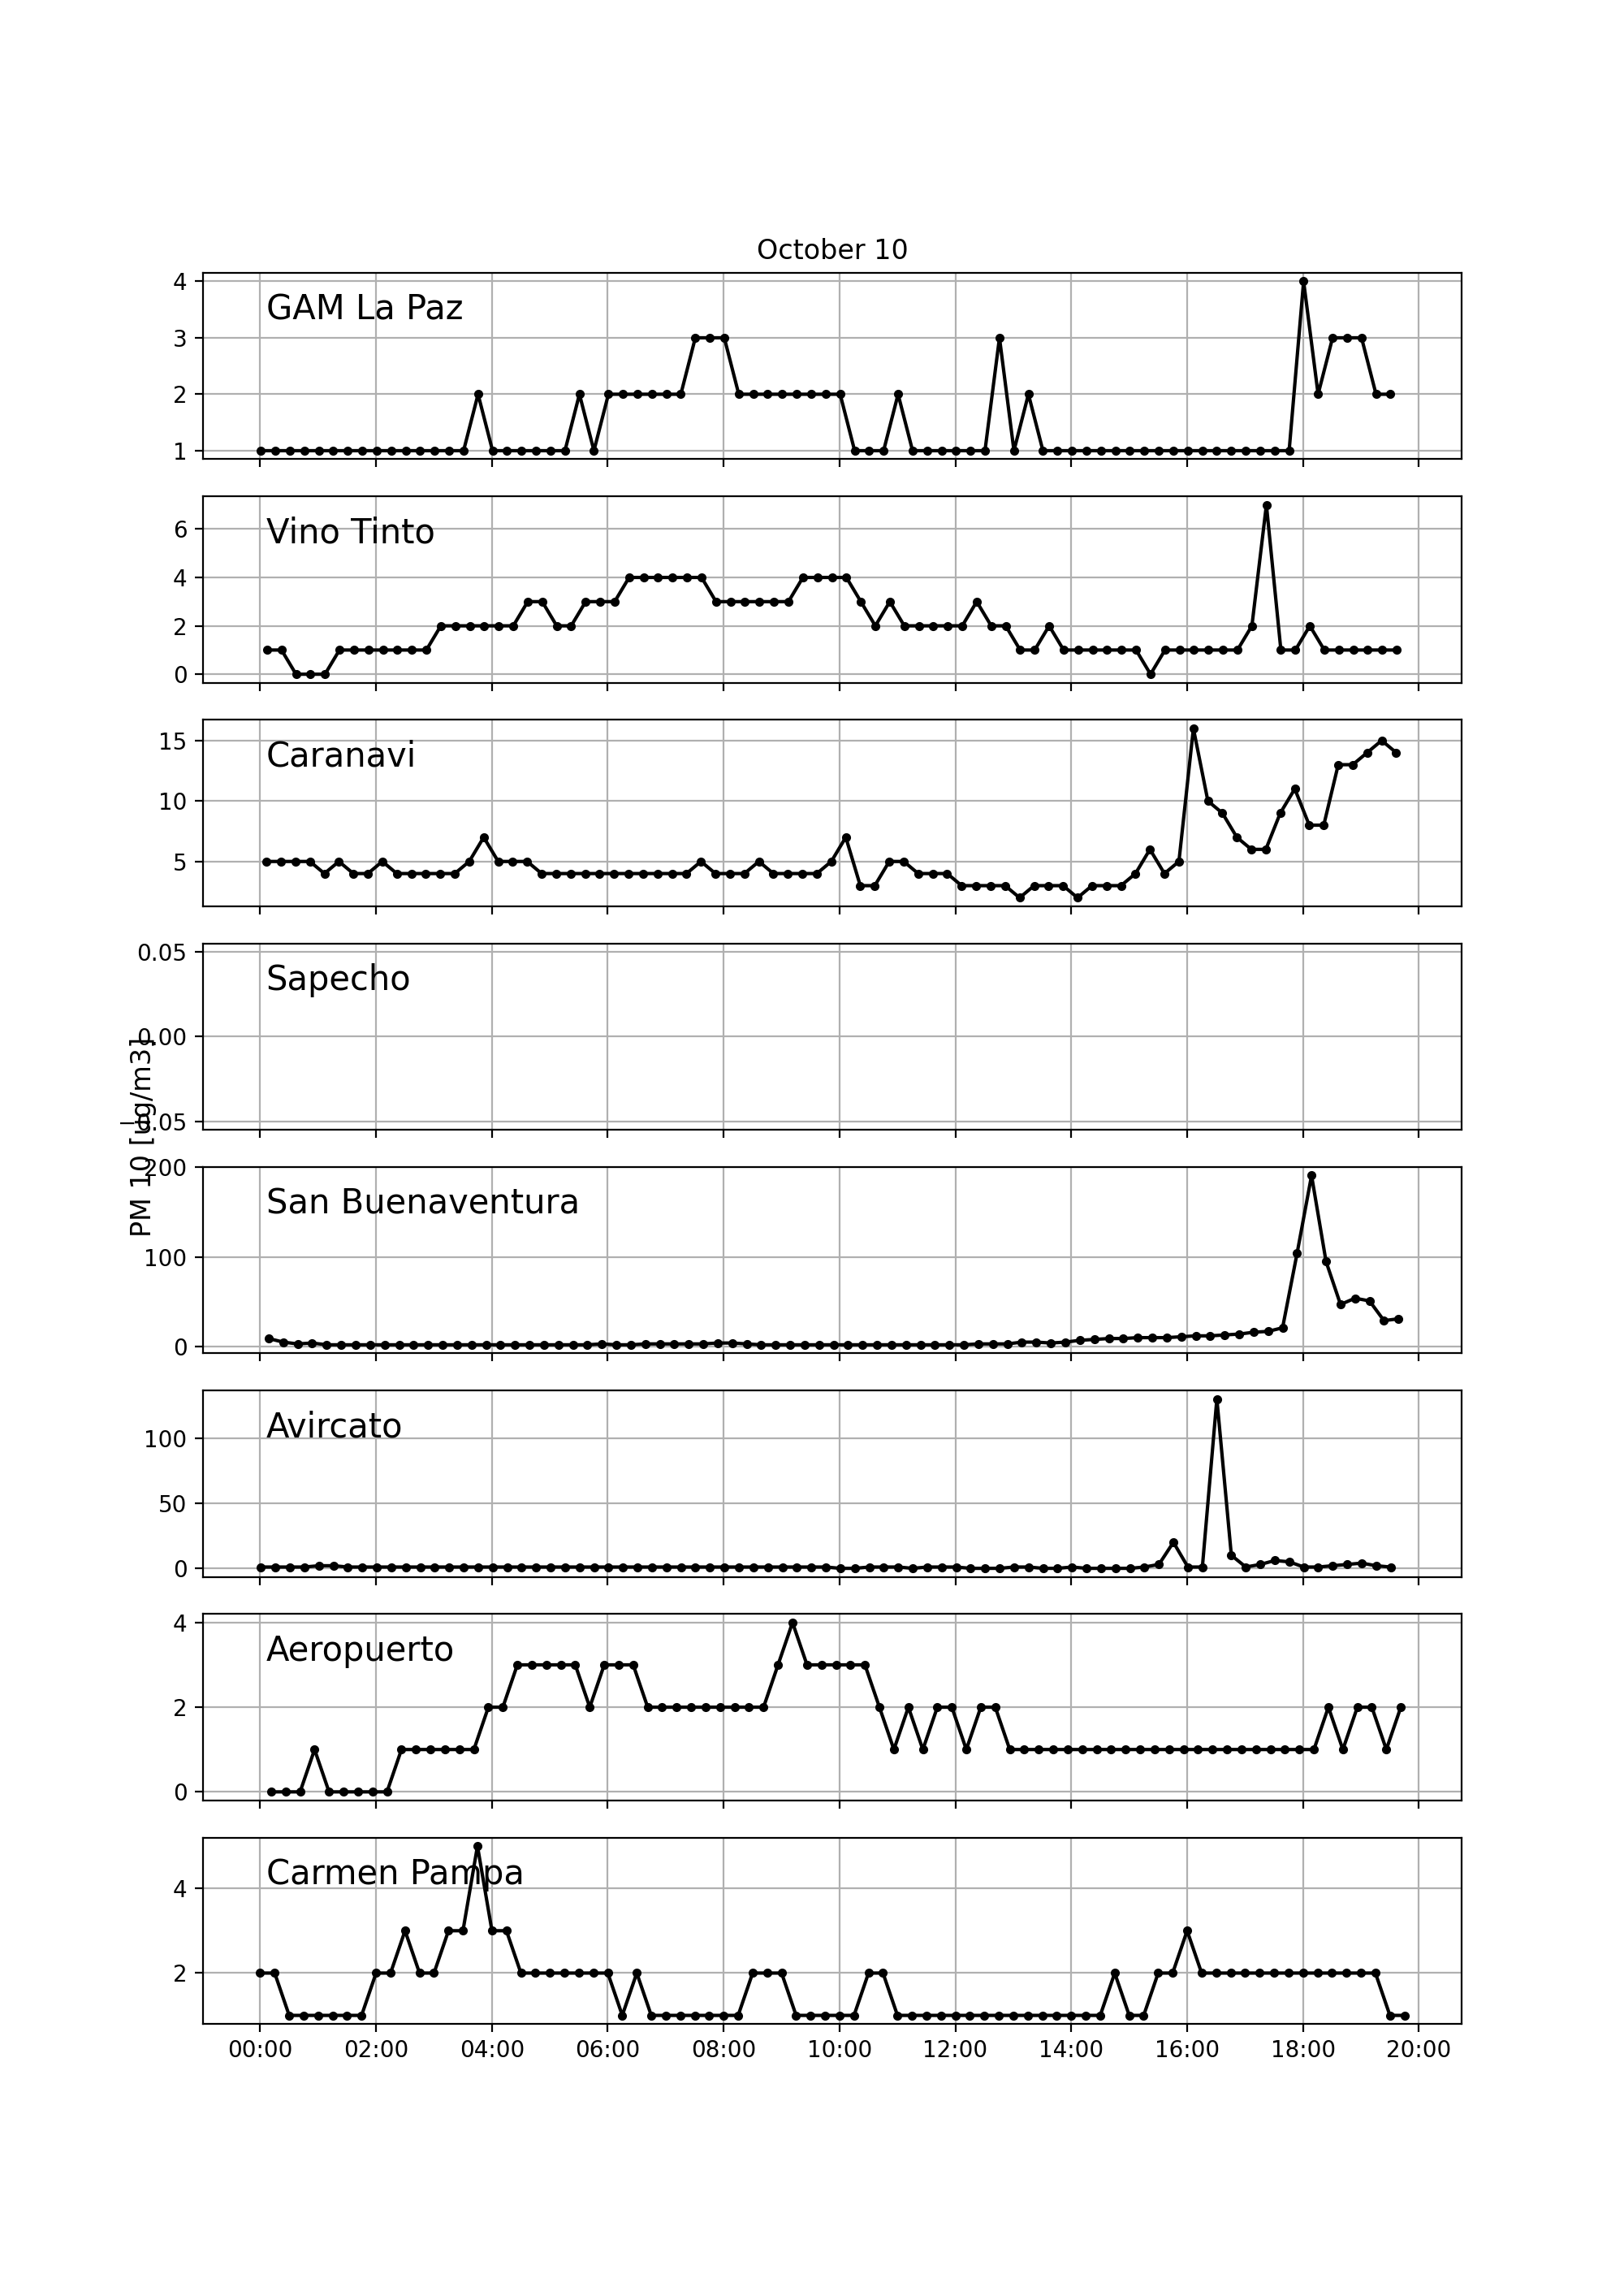 October 10
4
GAM La Paz
3
2
1
6
Vino Tinto
4
2
0
15
Caranavi
10
5
0.05
Sapecho
0.00
−0.05
PM 10 [ug/m3]
200
San Buenaventura
100
0
Avircato
100
50
0
4
Aeropuerto
2
0
Carmen Pampa
4
2
00:00 02:00 04:00 06:00 08:00 10:00 12:00 14:00 16:00 18:00 20:00